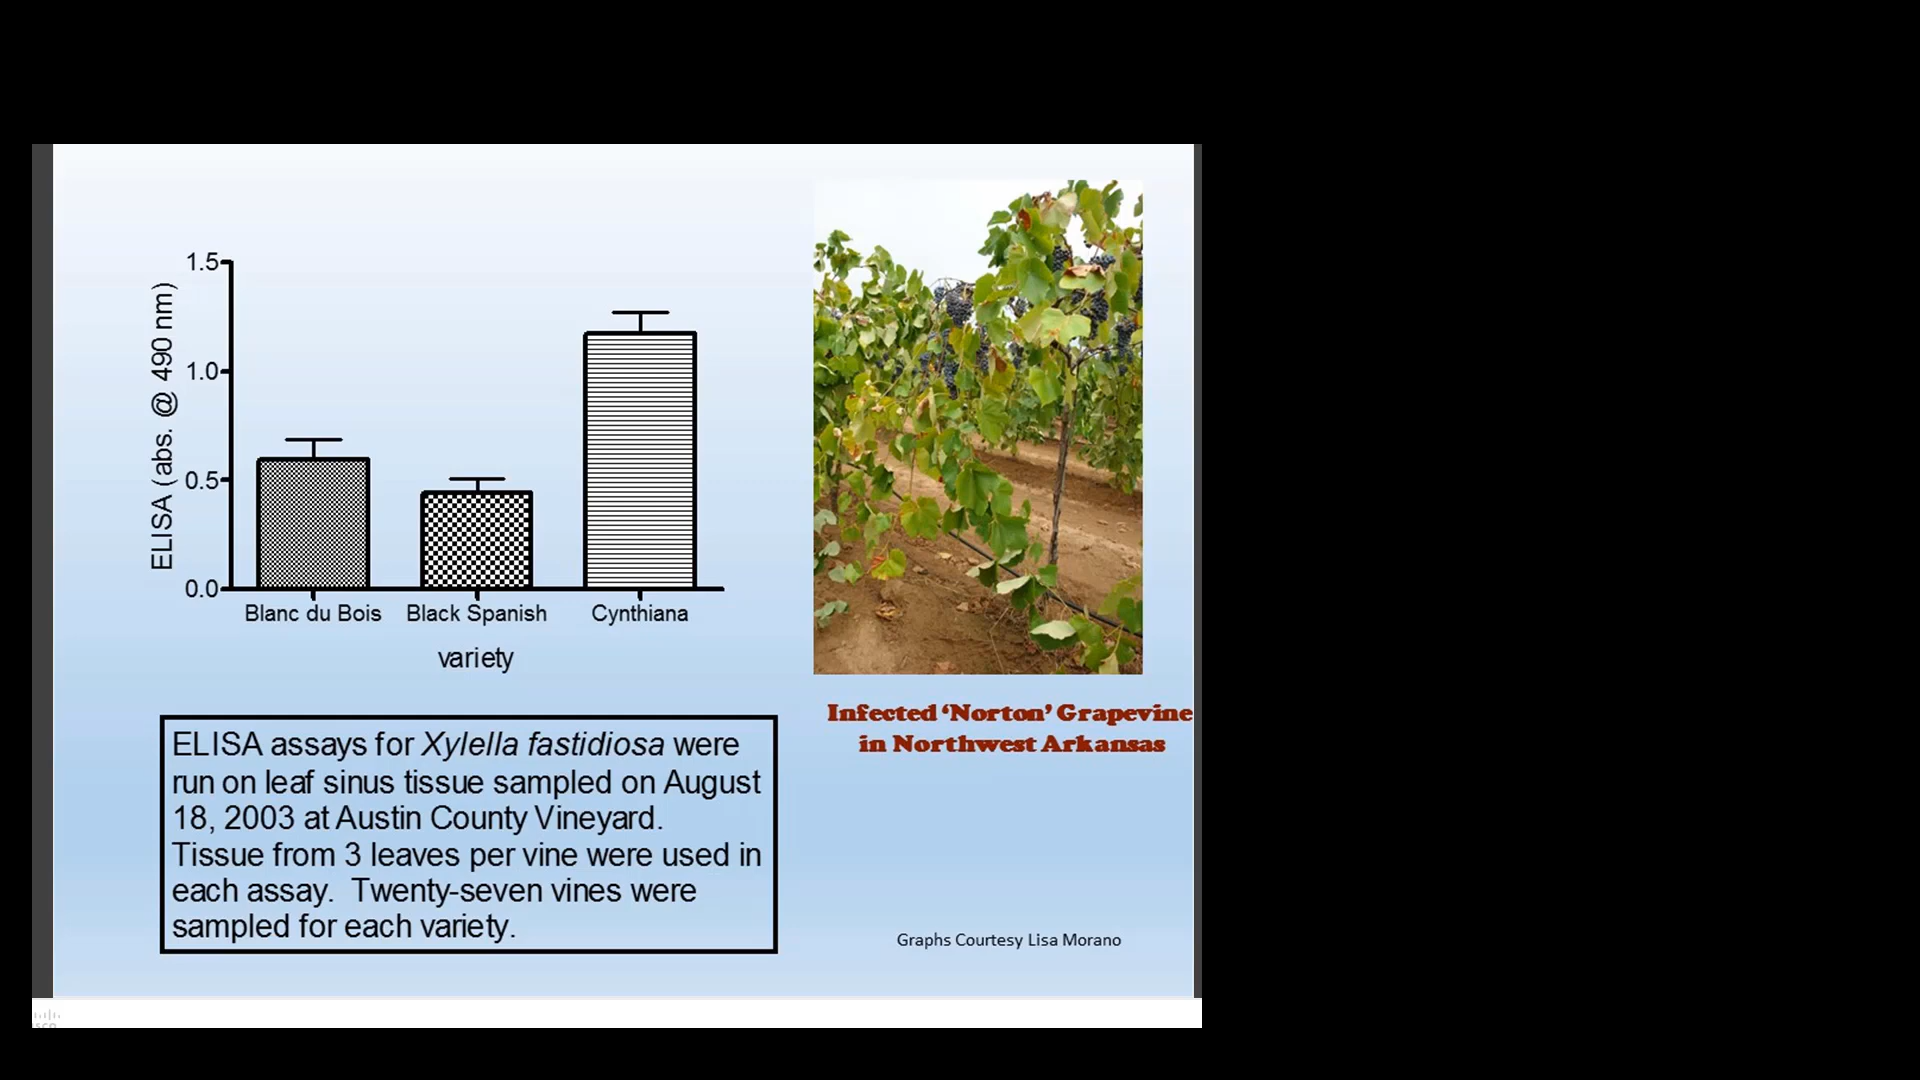 1.5
1.0
0.5
0.0
ELISA (abs. @ 490 nm)
Blanc du Bois
Black Spanish
Cynthiana
variety
ELISA assays for Xylella fastidiosa were
run on leaf sinus tissue sampled on August
18, 2003 at Austin County Vineyard.
Tissue from 3 leaves per vine were used in
each assay. Twenty-seven vines were
sampled for each variety.
Infected ‘Norton’ Grapevine
in Northwest Arkansas
Graphs Courtesy Lisa Morano